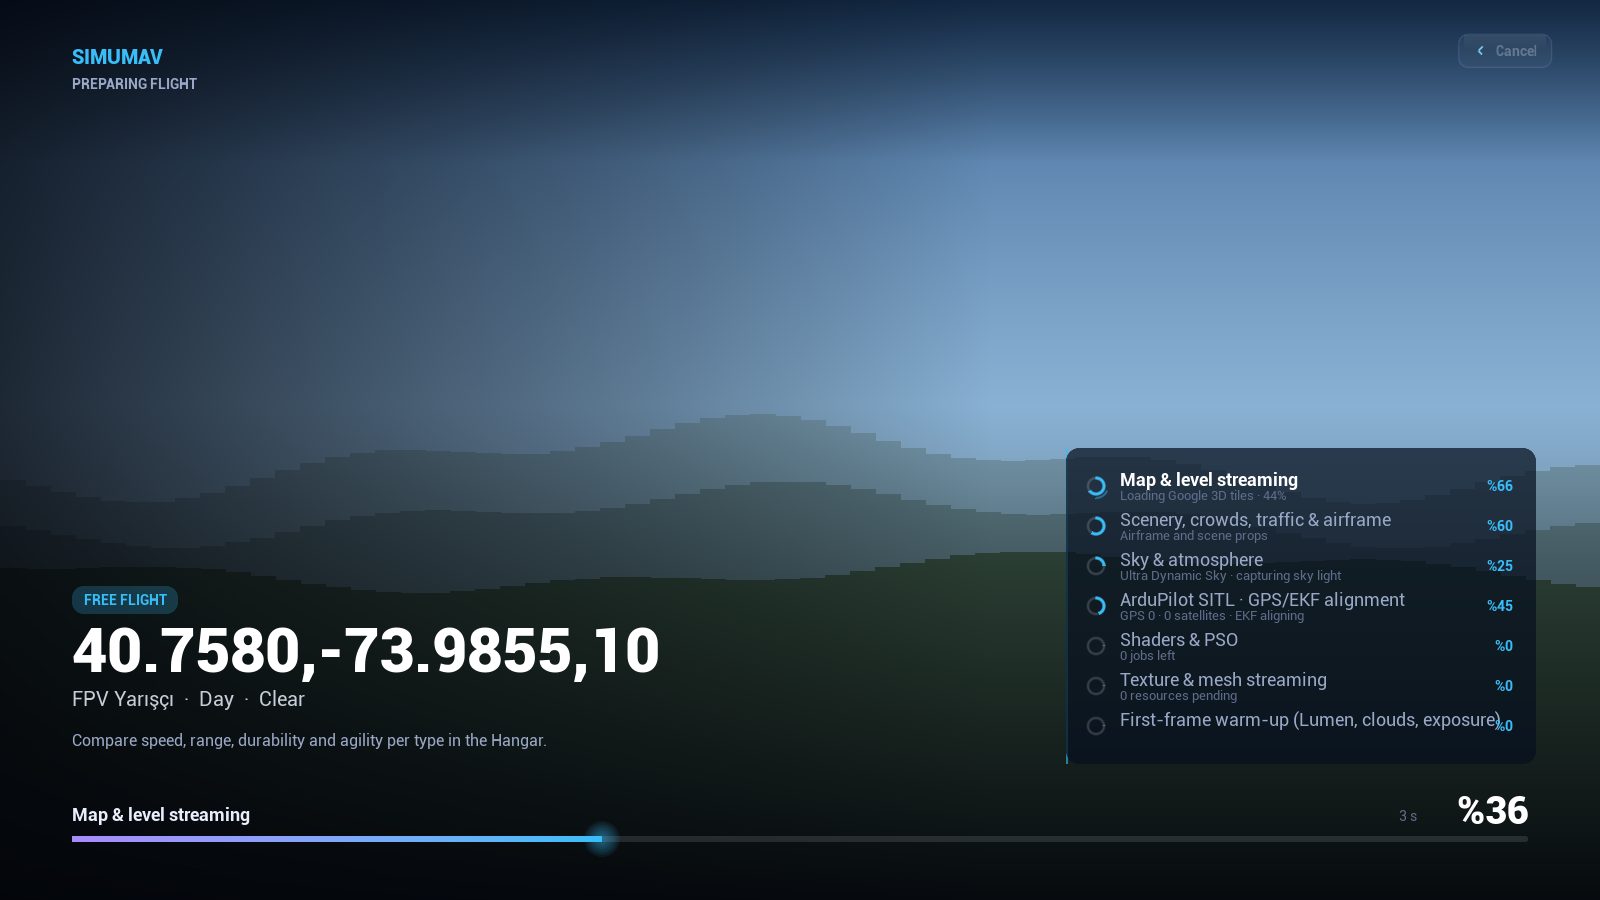 SIMUMAV
PREPARING FLIGHT
Cancel
Map & level streaming
Loading Google 3D tiles · 44%
%66
Scenery, crowds, traffic & airframe
Airframe and scene props
%60
Sky & atmosphere
Ultra Dynamic Sky · capturing sky light
%25
ArduPilot SITL · GPS/EKF alignment
GPS 0 · 0 satellites · EKF aligning
%45
Shaders & PSO
0 jobs left
%0
Texture & mesh streaming
0 resources pending
%0
First-frame warm-up (Lumen, clouds, exposure)
%0
FREE FLIGHT
40.7580,-73.9855,10
FPV Yarışçı · Day · Clear
Compare speed, range, durability and agility per type in the Hangar.
Map & level streaming
3 s
%36